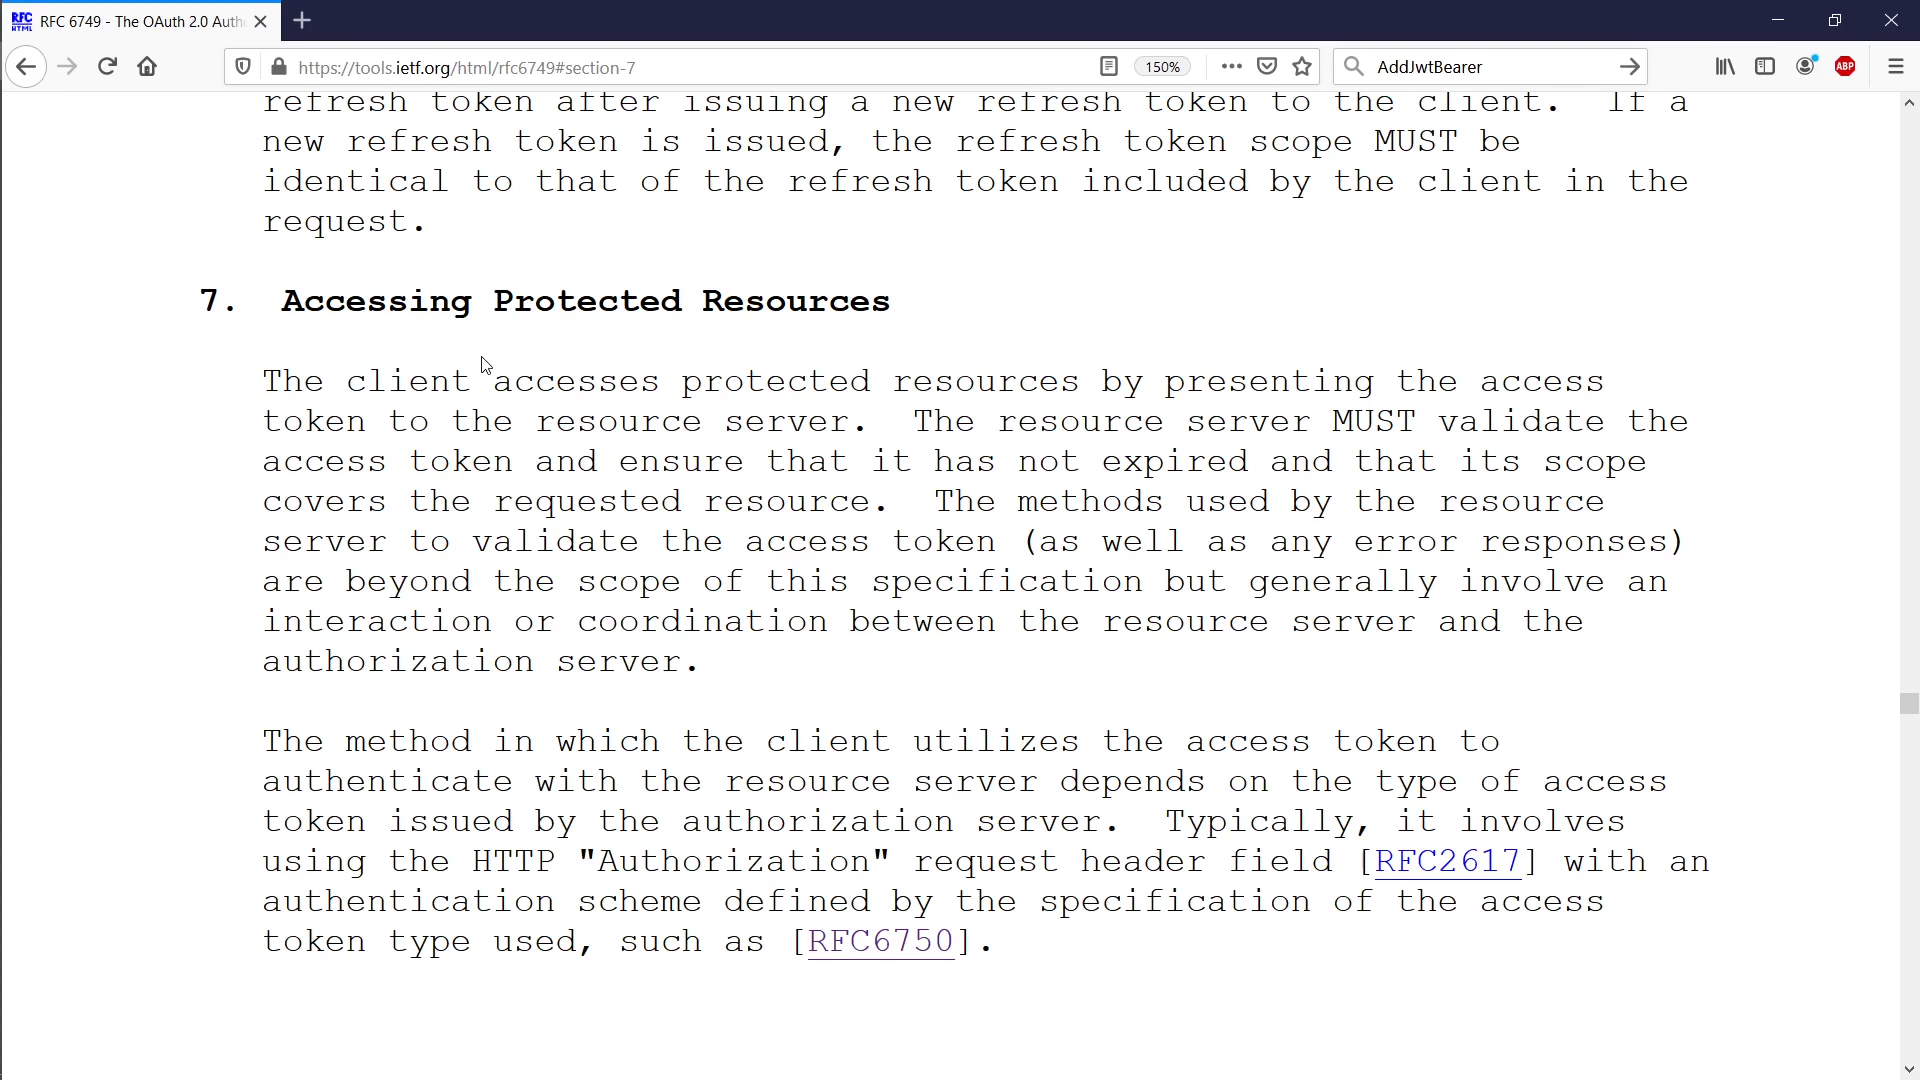 RFC HTML RFC 6749 - The OAuth 2.0 Auth
https://tools.ietf.org/html/rfc6749#section-7 150% AddJwtBearer ABP
refresh token after issuing a new refresh token to the client. If a
new refresh token is issued, the refresh token scope MUST be
identical to that of the refresh token included by the client in the
request.
7. Accessing Protected Resources
The client accesses protected resources by presenting the access
token to the resource server. The resource server MUST validate the
access token and ensure that it has not expired and that its scope
covers the requested resource. The methods used by the resource
server to validate the access token (as well as any error responses)
are beyond the scope of this specification but generally involve an
interaction or coordination between the resource server and the
authorization server.
The method in which the client utilizes the access token to
authenticate with the resource server depends on the type of access
token issued by the authorization server. Typically, it involves
using the HTTP "Authorization" request header field [RFC2617] with an
authentication scheme defined by the specification of the access
token type used, such as [RFC6750].